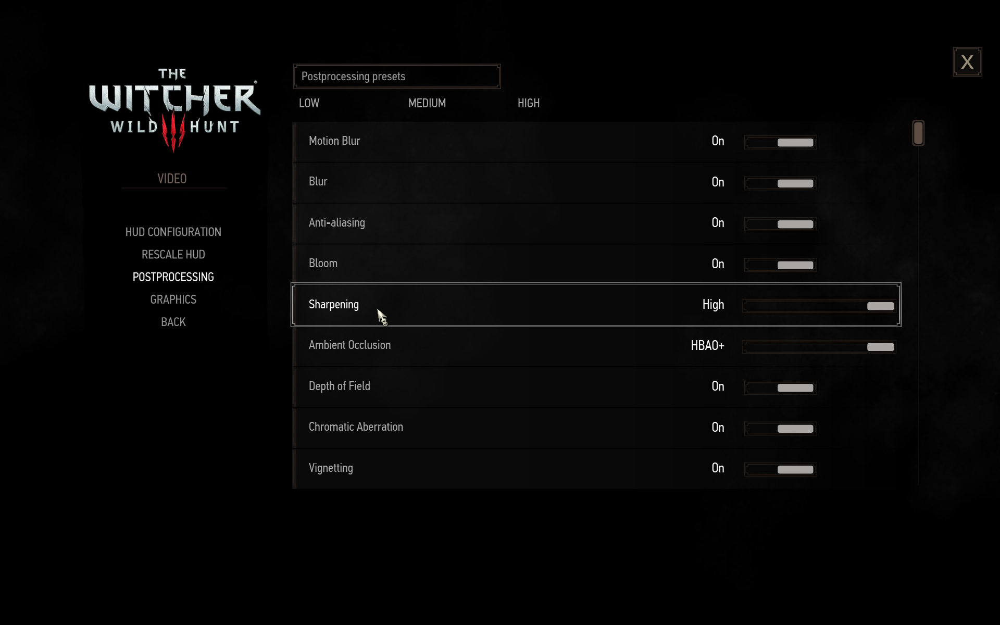 THE
WITCHER®
WILD HUNT
VIDEO
HUD CONFIGURATION
RESCALE HUD
POSTPROCESSING
GRAPHICS
BACK
Postprocessing presets
LOW MEDIUM HIGH
Motion Blur On
Blur On
Anti-aliasing On
Bloom On
Sharpening High
Ambient Occlusion HBAO+
Depth of Field On
Chromatic Aberration On
Vignetting On
X